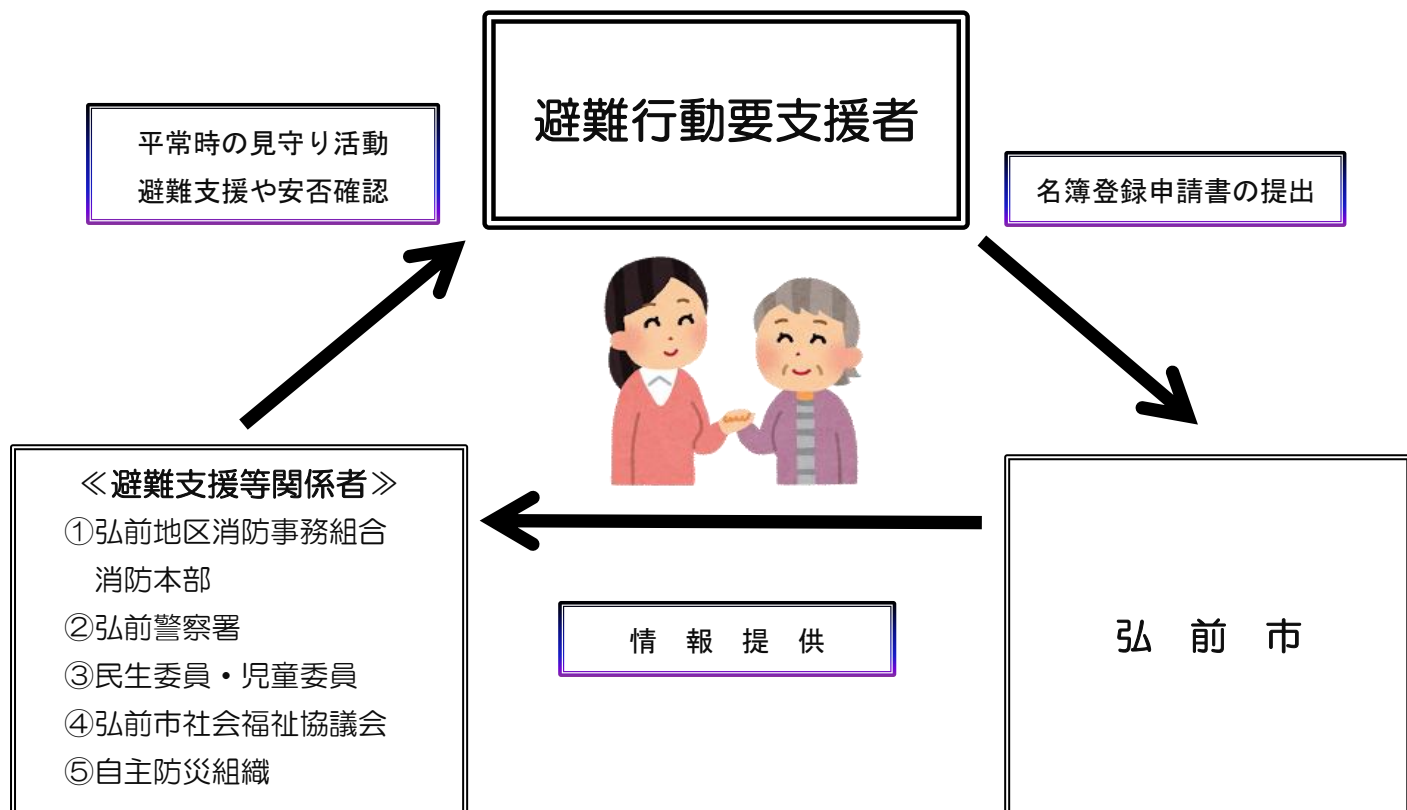 避難行動要支援者
平常時の見守り活動
避難支援や安否確認
名簿登録申請書の提出
≪避難支援等関係者≫
①弘前地区消防事務組合
消防本部
②弘前警察署
③民生委員・児童委員
④弘前市社会福祉協議会
⑤自主防災組織
情 報 提 供
弘 前 市